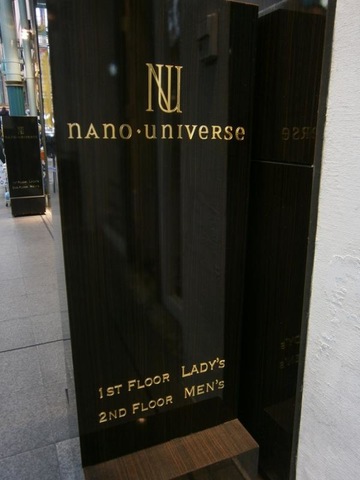 NU
nano·universe
1st Floor Lady's
2nd Floor Men's